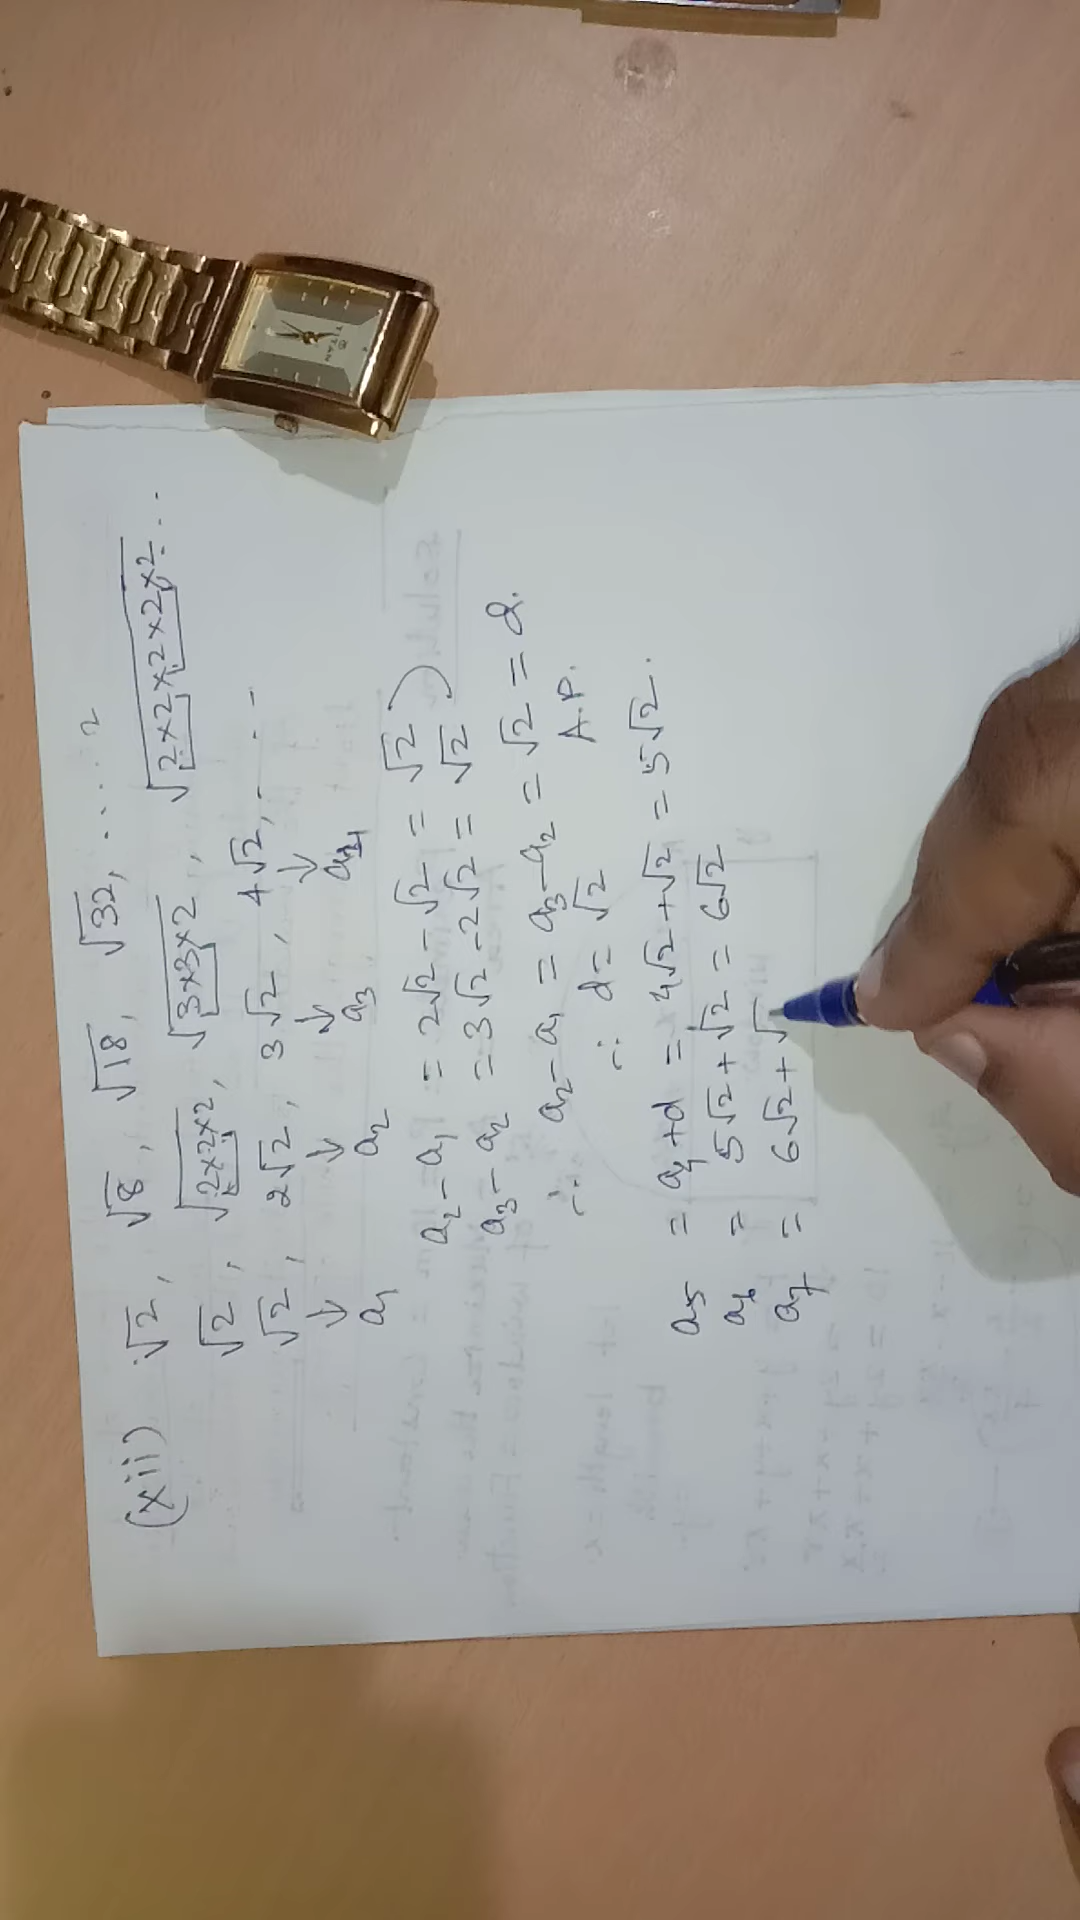 (xii) √2, √8, √18, √32, .....2
√2, √2×2×2, √3×3×2, √2×2×2×2×2...
√2, 2√2, 3√2, 4√2, - - -
↓ ↓ ↓ ↓
a₁ a₂ a₃ a₄
a₂ - a₁ = 2√2 - √2 = √2 )
a₃ - a₂ = 3√2 - 2√2 = √2
∴ a₂ - a₁ = a₃ - a₂ = √2 = d.
∴ d = √2 A.P.
a₅ = a₄ + d = 4√2 + √2 = 5√2.
a₆ = 5√2 + √2 = 6√2
a₇ = 6√2 + √
TITAN